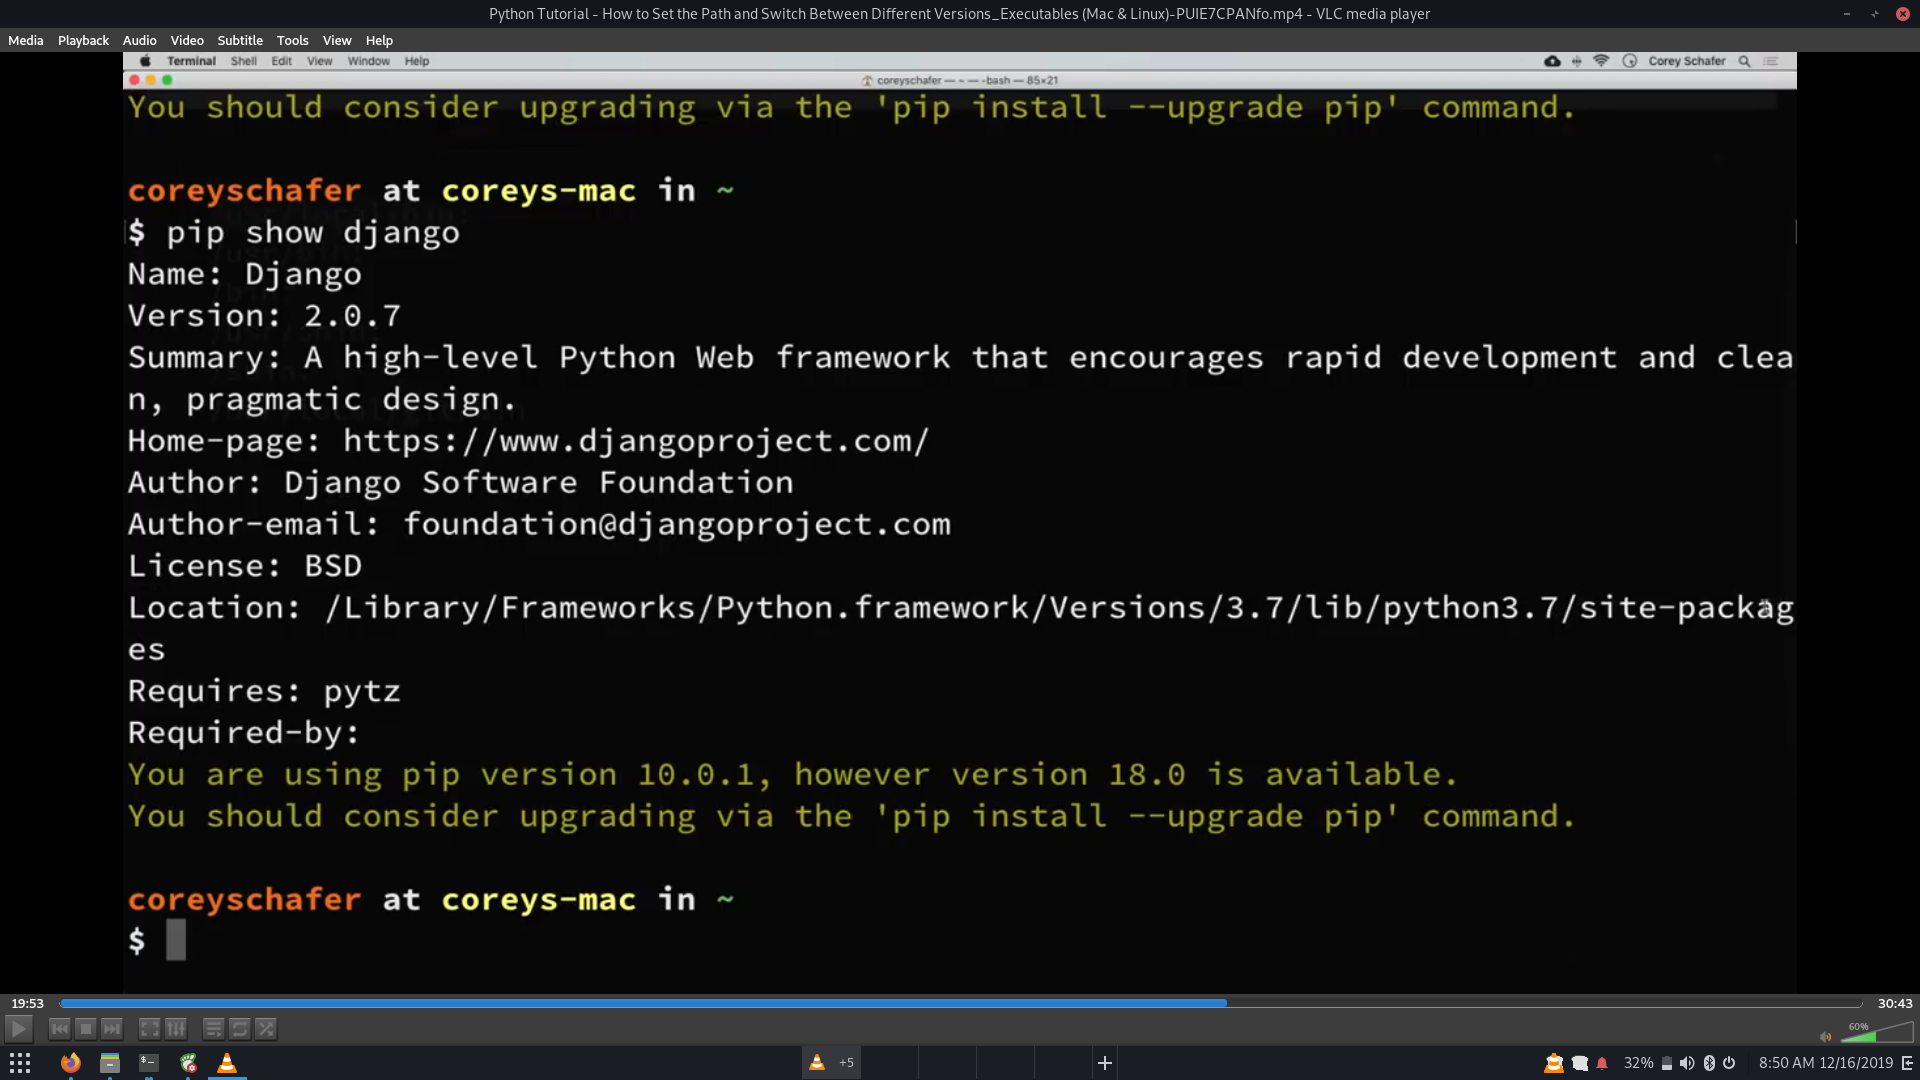 Python Tutorial - How to Set the Path and Switch Between Different Versions_Executables (Mac & Linux)-PUIE7CPANfo.mp4 - VLC media player
Media Playback Audio Video Subtitle Tools View Help
Terminal Shell Edit View Window Help Corey Schafer
coreyschafer — ~ — -bash — 85×21
You should consider upgrading via the 'pip install --upgrade pip' command.
coreyschafer at coreys-mac in ~
$ pip show django
Name: Django
Version: 2.0.7
Summary: A high-level Python Web framework that encourages rapid development and clea
n, pragmatic design.
Home-page: https://www.djangoproject.com/
Author: Django Software Foundation
Author-email: foundation@djangoproject.com
License: BSD
Location: /Library/Frameworks/Python.framework/Versions/3.7/lib/python3.7/site-packag
es
Requires: pytz
Required-by:
You are using pip version 10.0.1, however version 18.0 is available.
You should consider upgrading via the 'pip install --upgrade pip' command.
coreyschafer at coreys-mac in ~
$
19:53 30:43
60%
+5 32% 8:50 AM 12/16/2019